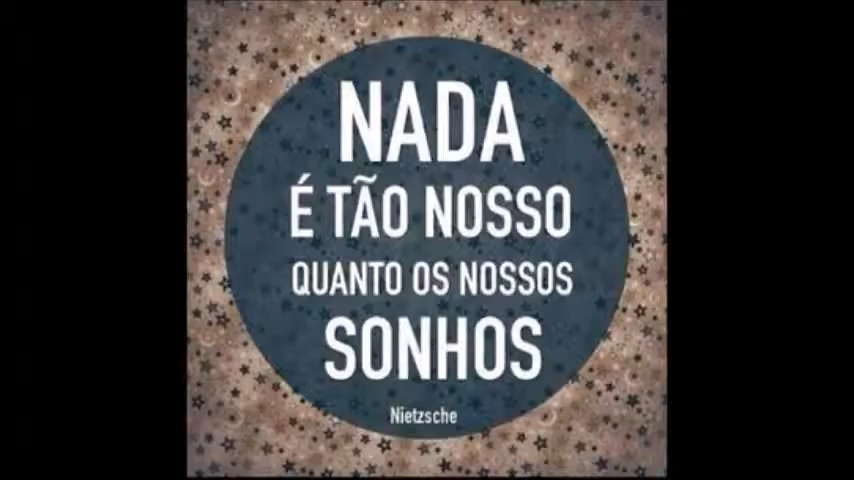 NADA
É TÃO NOSSO
QUANTO OS NOSSOS
SONHOS
Nietzsche